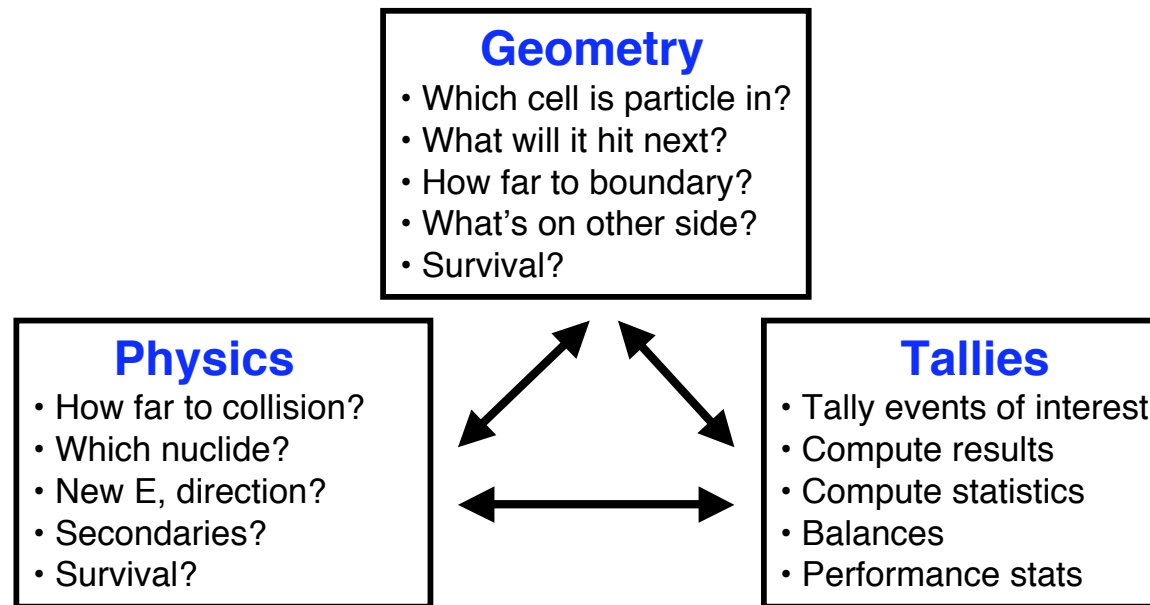 Geometry
• Which cell is particle in?
• What will it hit next?
• How far to boundary?
• What's on other side?
• Survival?
Physics
• How far to collision?
• Which nuclide?
• New E, direction?
• Secondaries?
• Survival?
Tallies
• Tally events of interest
• Compute results
• Compute statistics
• Balances
• Performance stats